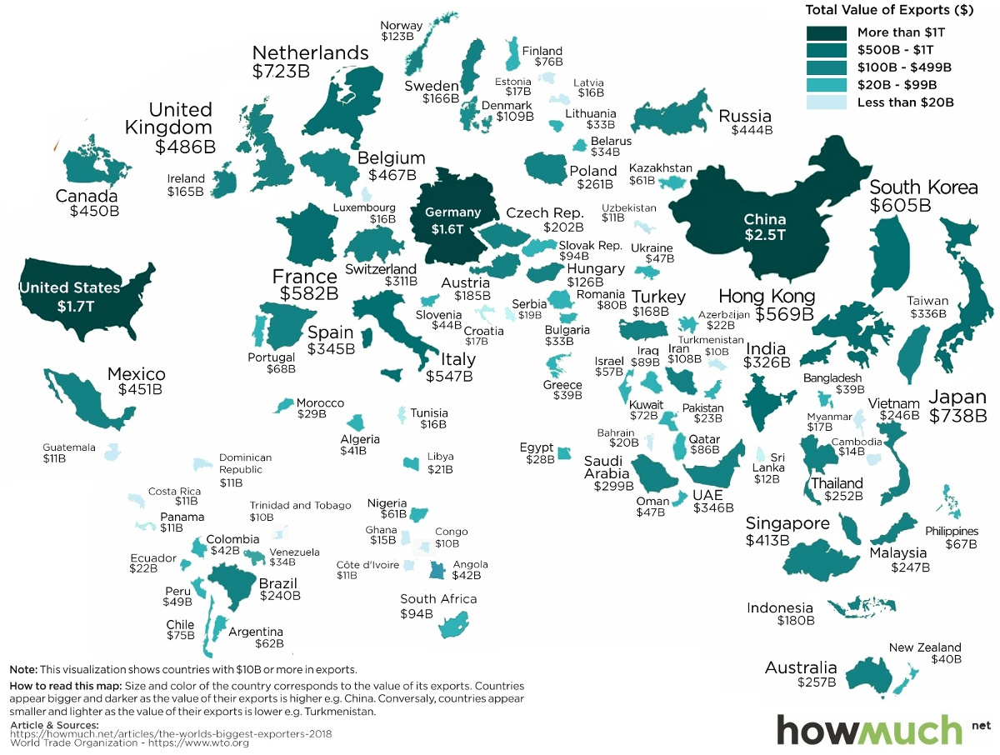 Total Value of Exports ($)
More than $1T
$500B - $1T
$100B - $499B
$20B - $99B
Less than $20B
Norway
$123B
Netherlands
$723B
Finland
$76B
Sweden
$166B
Estonia
$17B
Latvia
$16B
Denmark
$109B
Lithuania
$33B
United
Kingdom
$486B
Russia
$444B
Belarus
$34B
Belgium
$467B
Ireland
$165B
Poland
$261B
Kazakhstan
$61B
Canada
$450B
Luxembourg
$16B
Germany
$1.6T
Czech Rep.
$202B
Uzbekistan
$11B
China
$2.5T
South Korea
$605B
Slovak Rep.
$94B
Ukraine
$47B
France
$582B
Switzerland
$311B
Austria
$185B
Hungary
$126B
United States
$1.7T
Romania
$80B
Turkey
$168B
Hong Kong
$569B
Taiwan
$336B
Serbia
$19B
Slovenia
$44B
Croatia
$17B
Bulgaria
$33B
Azerbaijan
$22B
Spain
$345B
Portugal
$68B
Italy
$547B
Turkmenistan
$10B
Iraq
$89B
Iran
$108B
Israel
$57B
India
$326B
Greece
$39B
Mexico
$451B
Bangladesh
$39B
Japan
$738B
Morocco
$29B
Tunisia
$16B
Kuwait
$72B
Pakistan
$23B
Myanmar
$17B
Vietnam
$246B
Algeria
$41B
Bahrain
$20B
Qatar
$86B
Cambodia
$14B
Guatemala
$11B
Dominican
Republic
$11B
Libya
$21B
Egypt
$28B
Saudi
Arabia
$299B
Sri
Lanka
$12B
Thailand
$252B
Oman
$47B
UAE
$346B
Costa Rica
$11B
Panama
$11B
Trinidad and Tobago
$10B
Nigeria
$61B
Ghana
$15B
Congo
$10B
Singapore
$413B
Philippines
$67B
Malaysia
$247B
Colombia
$42B
Venezuela
$34B
Ecuador
$22B
Côte d'Ivoire
$11B
Angola
$42B
Peru
$49B
Brazil
$240B
South Africa
$94B
Indonesia
$180B
Chile
$75B
Argentina
$62B
New Zealand
$40B
Australia
$257B
Note: This visualization shows countries with $10B or more in exports.
How to read this map: Size and color of the country corresponds to the value of its exports. Countries
appear bigger and darker as the value of their exports is higher e.g. China. Conversaly, countries appear
smaller and lighter as the value of their exports is lower e.g. Turkmenistan.
Article & Sources:
https://howmuch.net/articles/the-worlds-biggest-exporters-2018
World Trade Organization - https://www.wto.org
howmuch net